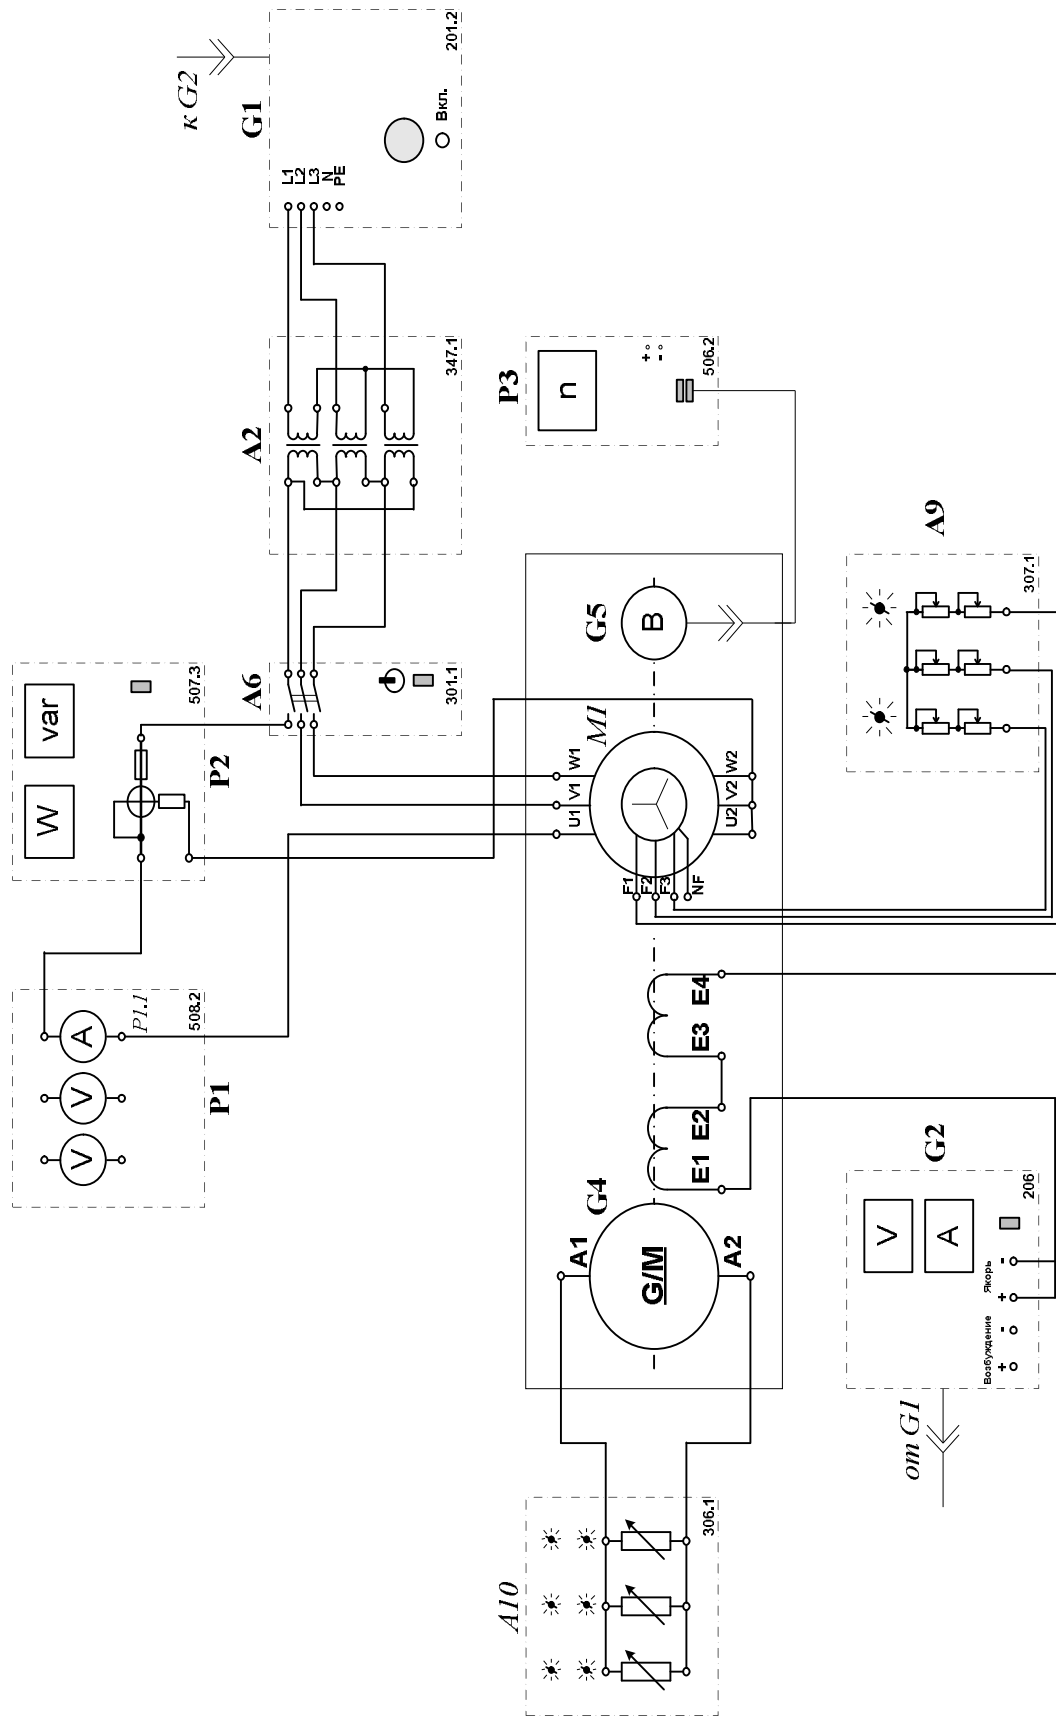 P1
V
V
A
P1.1
508.2
W
var
P2
507.3
A6
301.1
A2
347.1
G1
к G2
L1
L2
L3
N
PE
Вкл.
201.2
A10
306.1
G4
A1
G/M
A2
E1
E2
E3
E4
F1
F2
F3
NF
U1
V1
W1
M1
U2
V2
W2
G5
B
P3
n
+
-
506.2
от G1
G2
V
A
Возбуждение
+
-
Якорь
+
-
206
A9
307.1